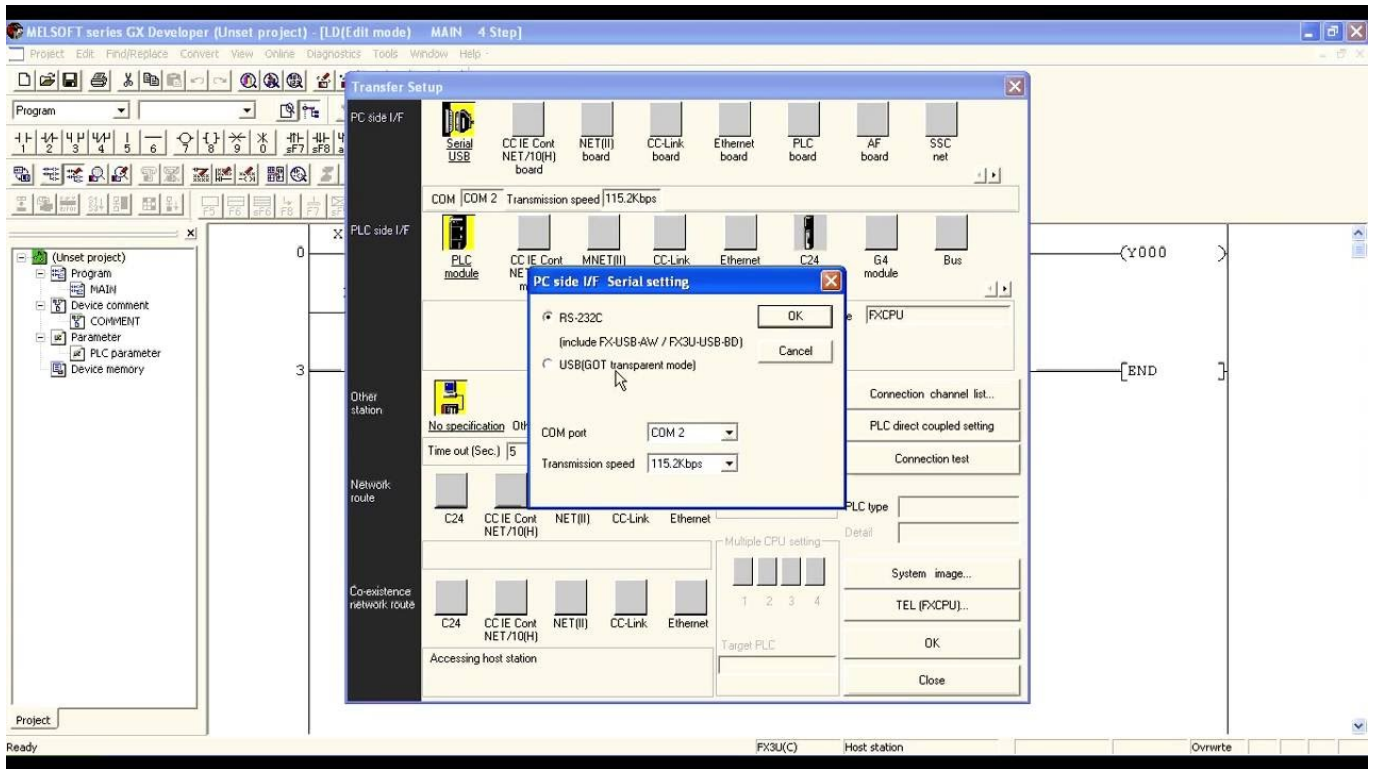 MELSOFT series GX Developer (Unset project) - [LD(Edit mode) MAIN 4 Step]
Project Edit Find/Replace Convert View Online Diagnostics Tools Window Help
Program
Transfer Setup
PC side I/F
Serial USB
CC IE Cont NET/10(H) board
NET(II) board
CC-Link board
Ethernet board
PLC board
AF board
SSC net
COM COM 2 Transmission speed 115.2Kbps
PLC side I/F
PLC module
CC IE Cont
MNET(II)
CC-Link
Ethernet
C24
G4 module
Bus
FXCPU
PC side I/F Serial setting
RS-232C
(include FX-USB-AW / FX3U-USB-BD)
USB(GOT transparent mode)
COM port COM 2
Transmission speed 115.2Kbps
OK
Cancel
Other station
No specification
Time out (Sec.) 5
Connection channel list...
PLC direct coupled setting
Connection test
Network route
C24
CC IE Cont NET/10(H)
NET(II)
CC-Link
Ethernet
PLC type
Detail
Multiple CPU setting
1 2 3 4
Target PLC
System image...
TEL (FXCPU)...
OK
Close
Co-existence network route
C24
CC IE Cont NET/10(H)
NET(II)
CC-Link
Ethernet
Accessing host station
(Unset project)
Program
MAIN
Device comment
COMMENT
Parameter
PLC parameter
Device memory
Project
0
X
(Y000 )
3
[END ]
Ready
FX3U(C)
Host station
Ovrwrte